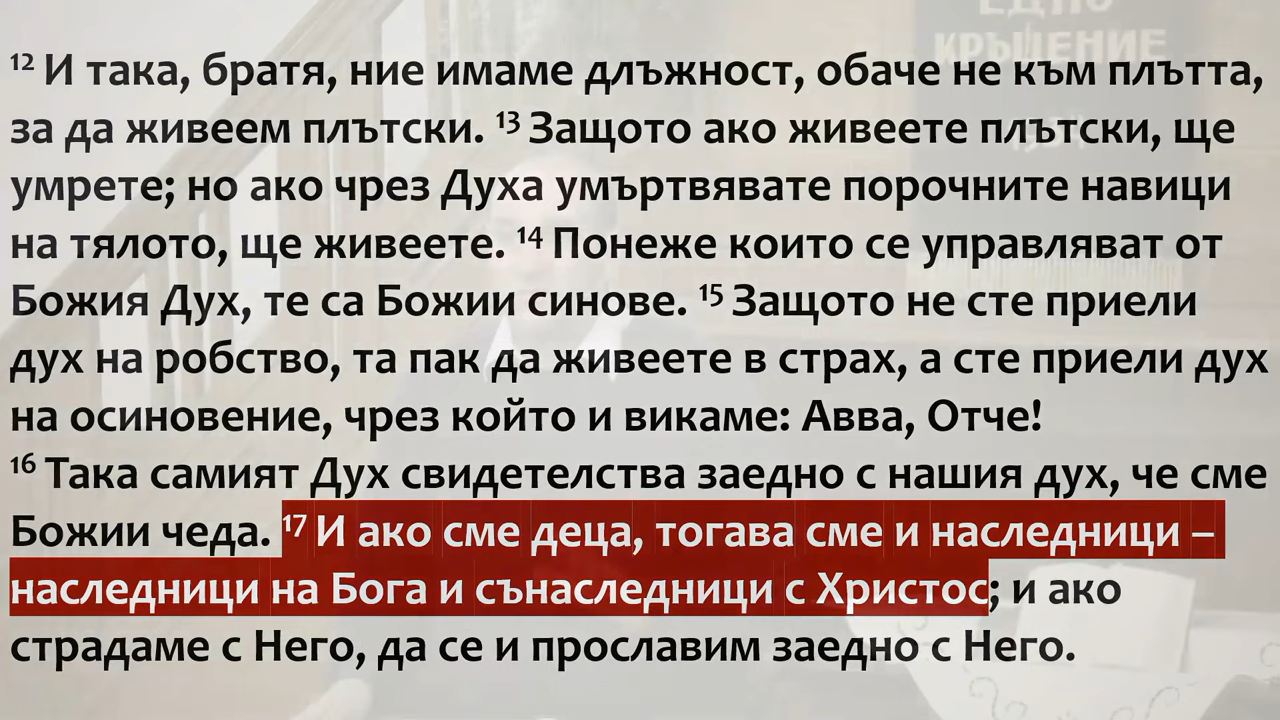 ЕДНО
КРЪЩЕНИЕ
¹² И така, братя, ние имаме длъжност, обаче не към плътта,
за да живеем плътски. ¹³ Защото ако живеете плътски, ще
умрете; но ако чрез Духа умъртвявате порочните навици
на тялото, ще живеете. ¹⁴ Понеже които се управляват от
Божия Дух, те са Божии синове. ¹⁵ Защото не сте приели
дух на робство, та пак да живеете в страх, а сте приели дух
на осиновение, чрез който и викаме: Авва, Отче!
¹⁶ Така самият Дух свидетелства заедно с нашия дух, че сме
Божии чеда. ¹⁷ И ако сме деца, тогава сме и наследници –
наследници на Бога и сънаследници с Христос; и ако
страдаме с Него, да се и прославим заедно с Него.